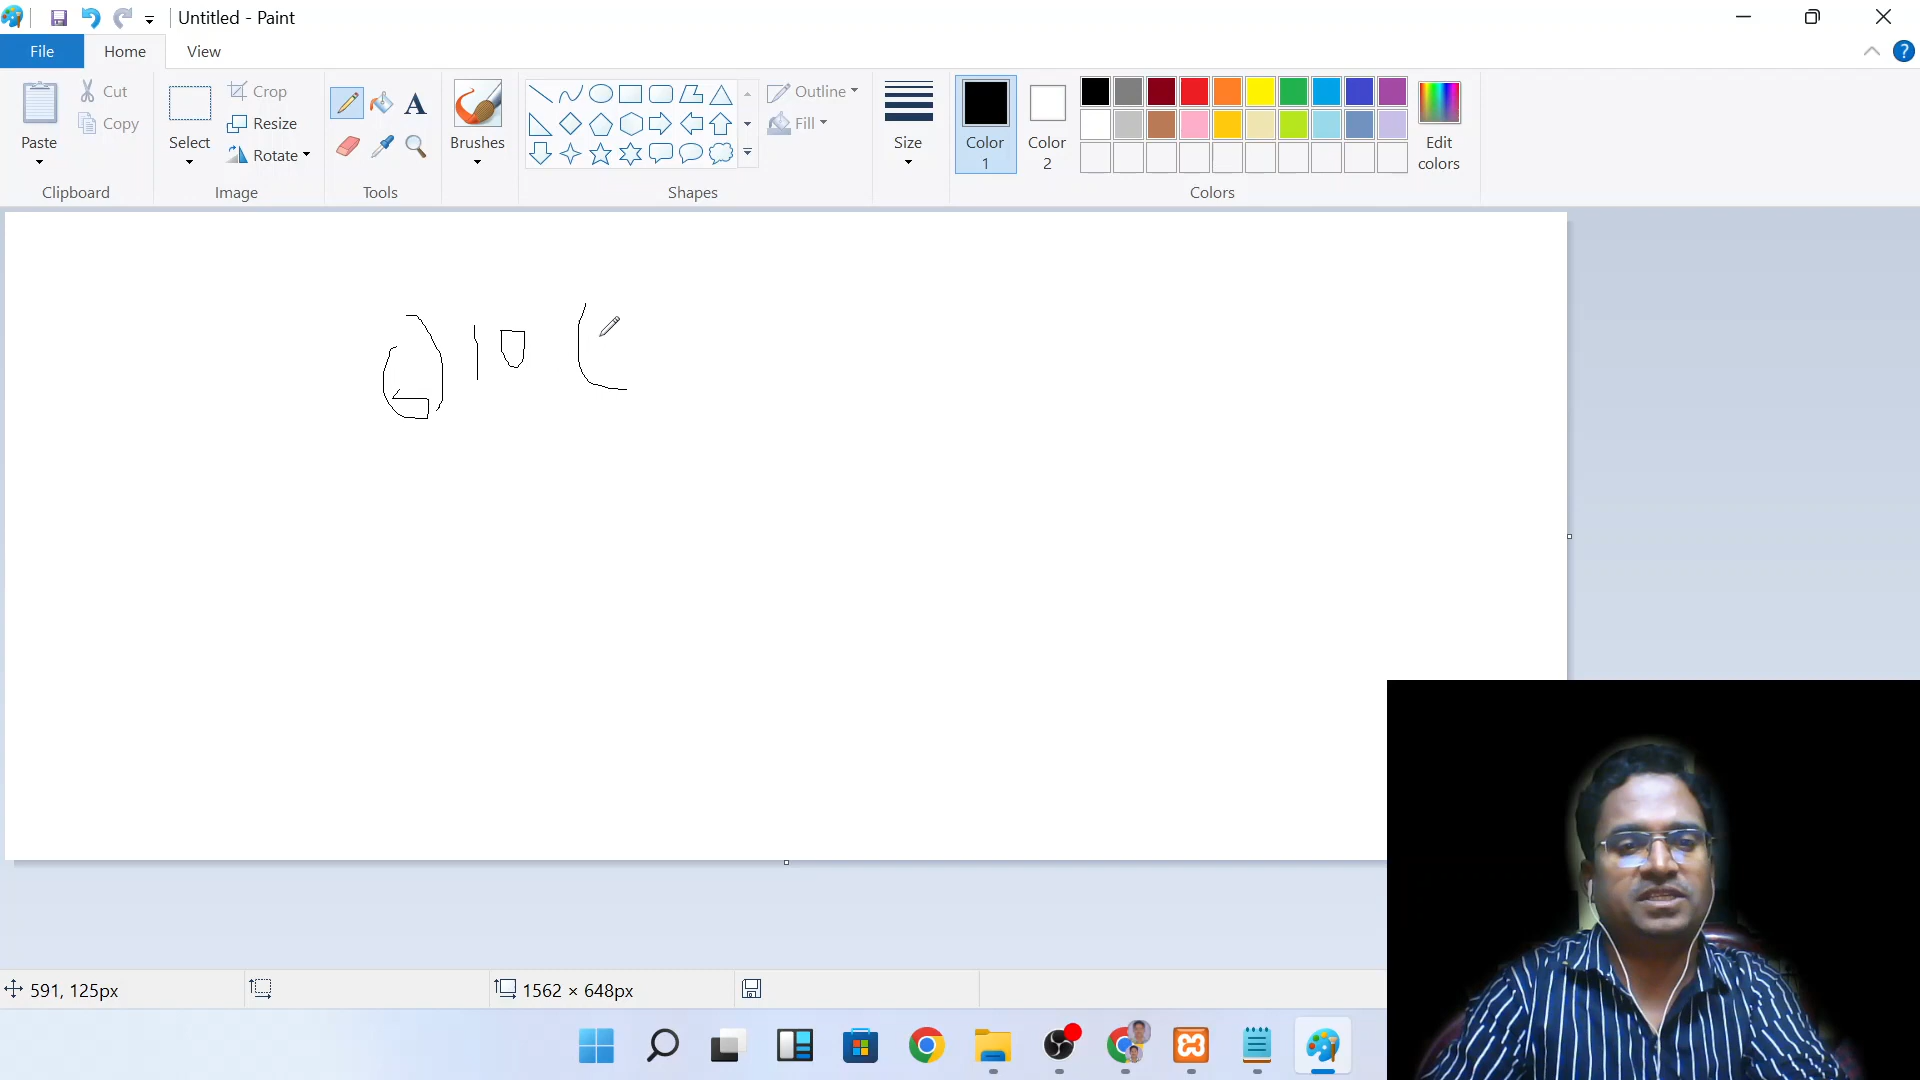 Untitled - Paint
File Home View
Paste
Cut
Copy
Clipboard
Select
Crop
Resize
Rotate
Image
A
Tools
Brushes
Shapes
Outline
Fill
Size
Color 1
Color 2
Edit colors
Colors
?
) 10 (
591, 125px
1562 × 648px